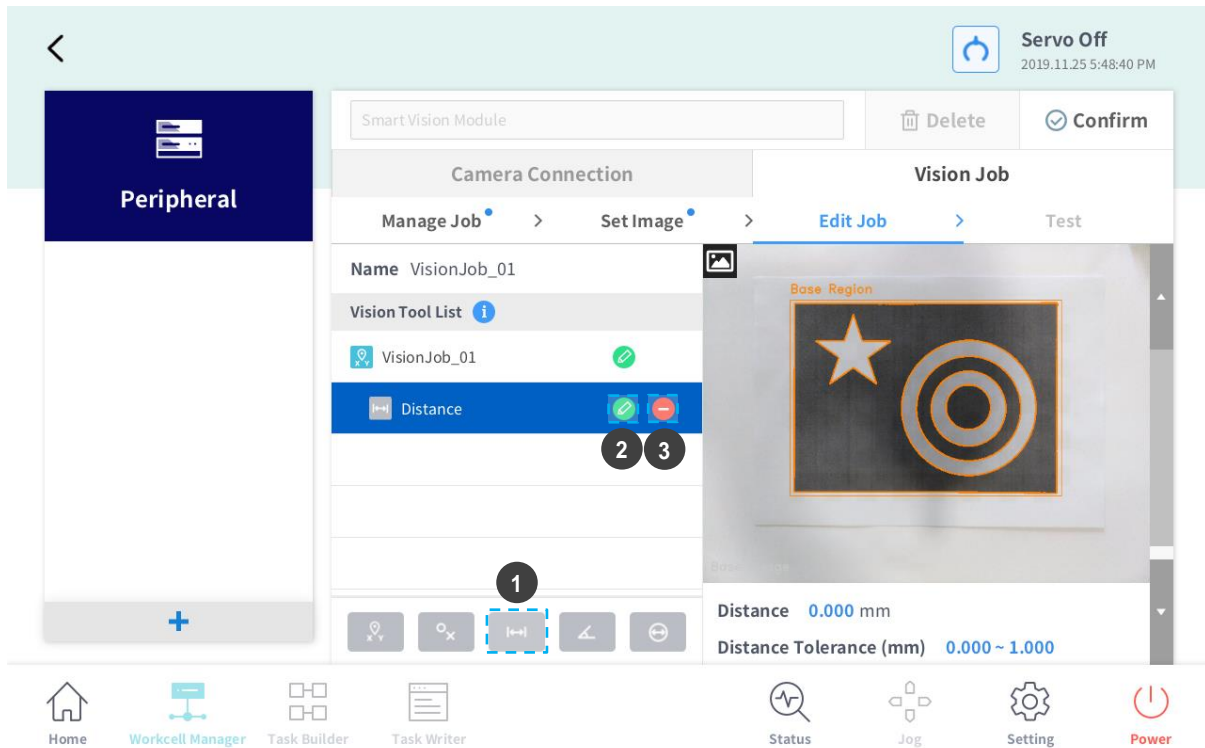 Servo Off
2019.11.25 5:48:40 PM
Peripheral
Smart Vision Module
Delete
Confirm
Camera Connection
Vision Job
Manage Job > Set Image > Edit Job > Test
Name VisionJob_01
Vision Tool List i
VisionJob_01
Distance
2 3
1
Base Region
Distance 0.000 mm
Distance Tolerance (mm) 0.000 ~ 1.000
+
Home
Workcell Manager
Task Builder
Task Writer
Status
Jog
Setting
Power